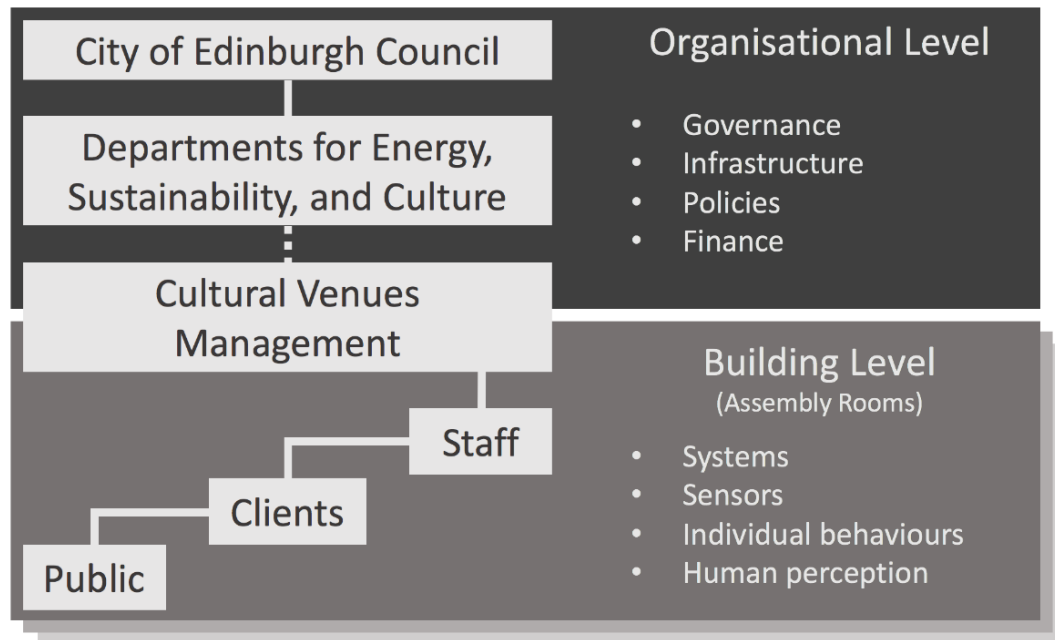 City of Edinburgh Council
Departments for Energy,
Sustainability, and Culture
Cultural Venues
Management
Staff
Clients
Public
Organisational Level
• Governance
• Infrastructure
• Policies
• Finance
Building Level
(Assembly Rooms)
• Systems
• Sensors
• Individual behaviours
• Human perception